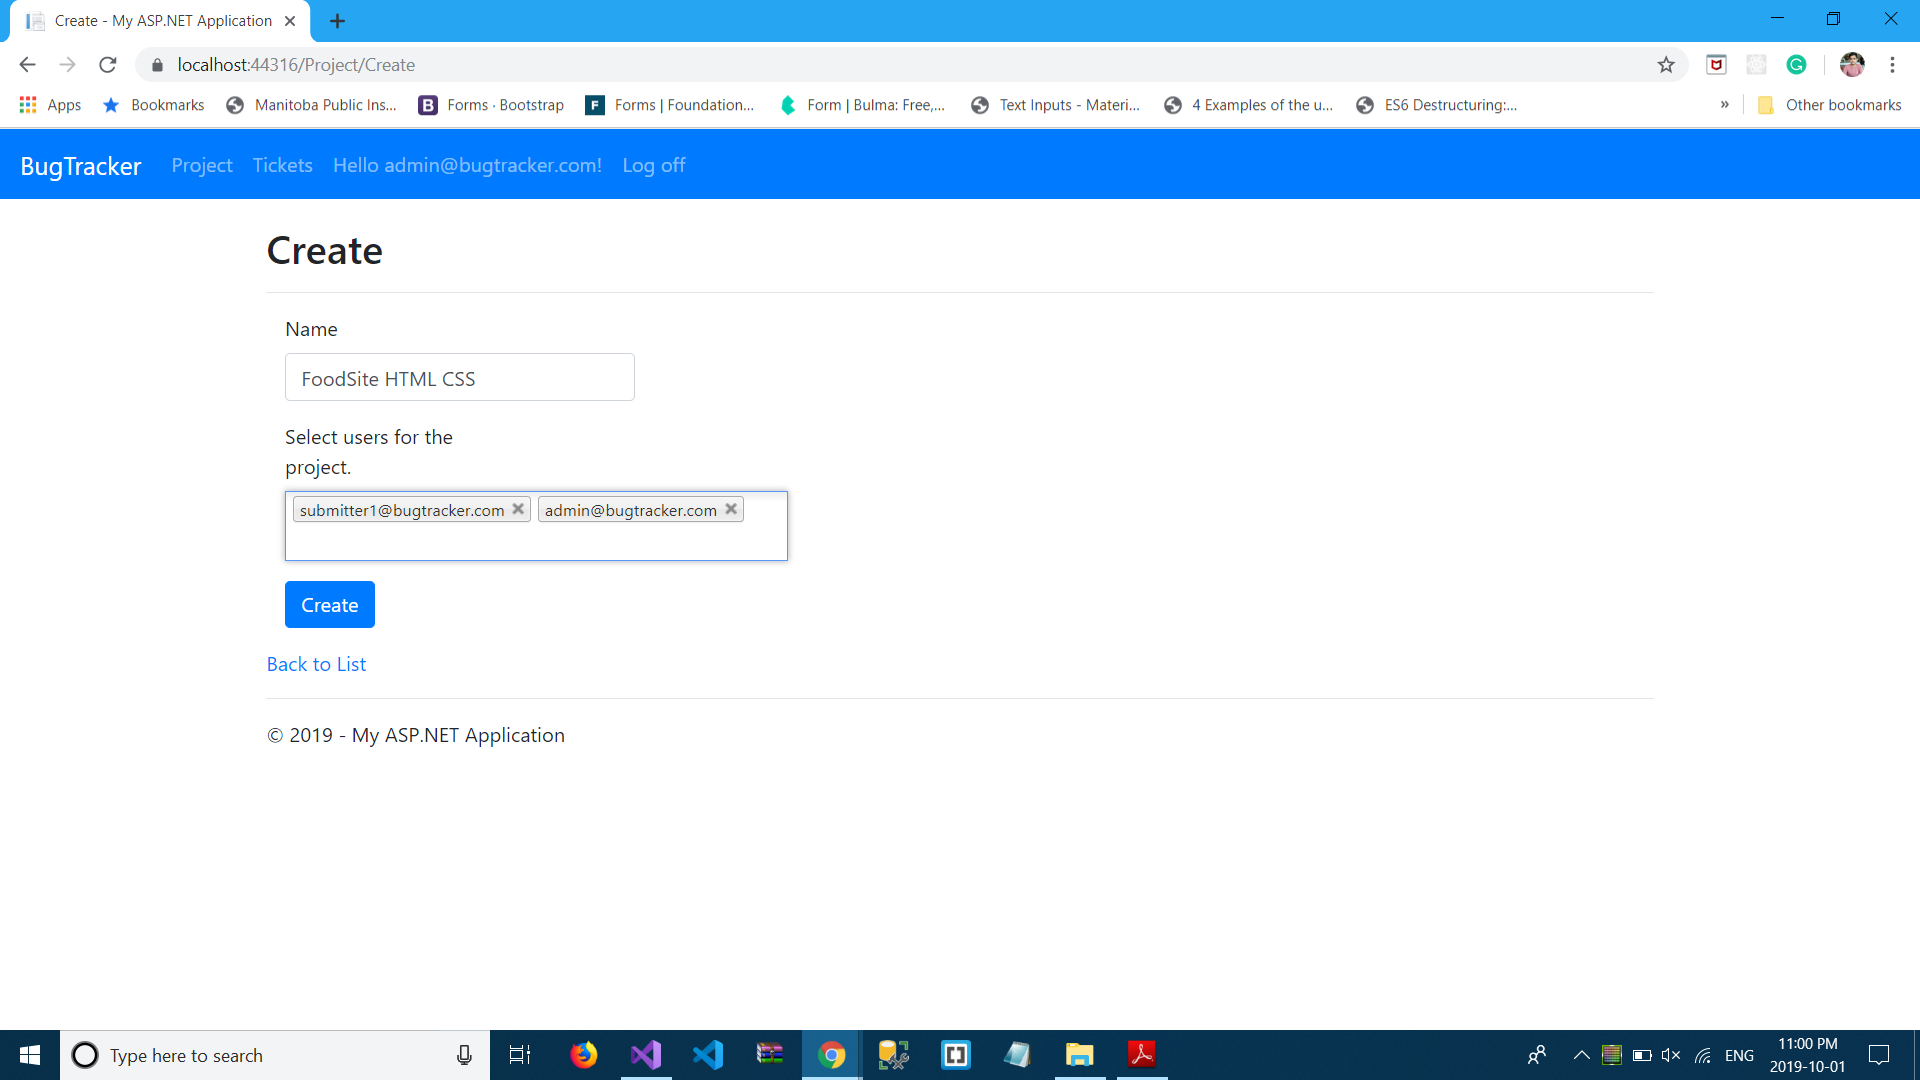 Create - My ASP.NET Application
localhost:44316/Project/Create
Apps Bookmarks Manitoba Public Ins... B Forms · Bootstrap F Forms | Foundation... Form | Bulma: Free,... Text Inputs - Materi... 4 Examples of the u... ES6 Destructuring:... » Other bookmarks
BugTracker Project Tickets Hello admin@bugtracker.com! Log off
Create
Name
FoodSite HTML CSS
Select users for the
project.
submitter1@bugtracker.com admin@bugtracker.com
Create
Back to List
© 2019 - My ASP.NET Application
Type here to search ENG 11:00 PM
2019-10-01